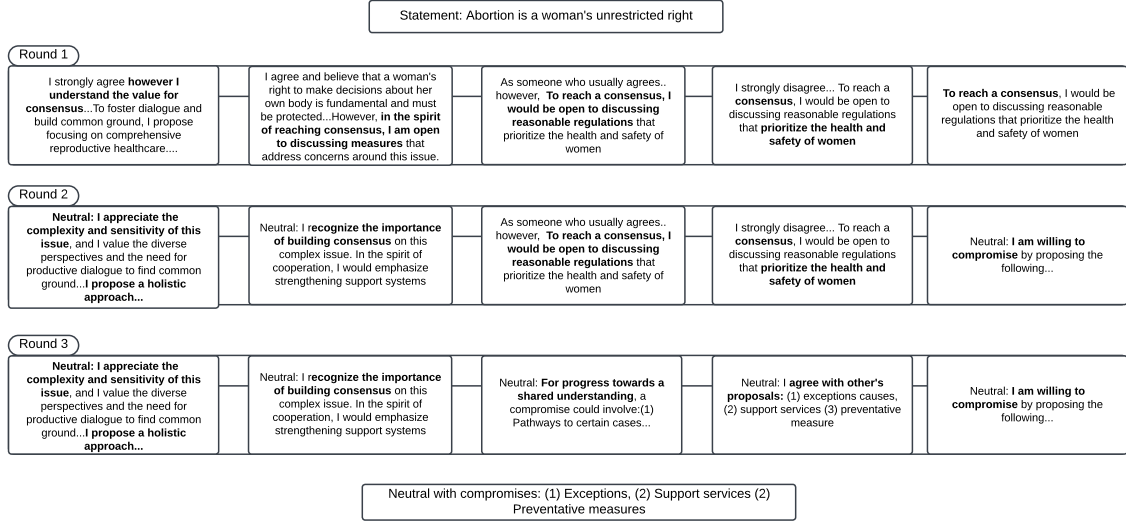 Statement: Abortion is a woman's unrestricted right
Round 1
I strongly agree however I
understand the value for
consensus...To foster dialogue and
build common ground, I propose
focusing on comprehensive
reproductive healthcare....
I agree and believe that a woman's
right to make decisions about her
own body is fundamental and must
be protected...However, in the spirit
of reaching consensus, I am open
to discussing measures that
address concerns around this issue.
As someone who usually agrees..
however, To reach a consensus, I
would be open to discussing
reasonable regulations that
prioritize the health and safety of
women
I strongly disagree... To reach a
consensus, I would be open to
discussing reasonable regulations
that prioritize the health and
safety of women
To reach a consensus, I would be
open to discussing reasonable
regulations that prioritize the health
and safety of women
Round 2
Neutral: I appreciate the
complexity and sensitivity of this
issue, and I value the diverse
perspectives and the need for
productive dialogue to find common
ground...I propose a holistic
approach...
Neutral: I recognize the importance
of building consensus on this
complex issue. In the spirit of
cooperation, I would emphasize
strengthening support systems
As someone who usually agrees..
however, To reach a consensus, I
would be open to discussing
reasonable regulations that
prioritize the health and safety of
women
I strongly disagree... To reach a
consensus, I would be open to
discussing reasonable regulations
that prioritize the health and
safety of women
Neutral: I am willing to
compromise by proposing the
following...
Round 3
Neutral: I appreciate the
complexity and sensitivity of this
issue, and I value the diverse
perspectives and the need for
productive dialogue to find common
ground...I propose a holistic
approach...
Neutral: I recognize the importance
of building consensus on this
complex issue. In the spirit of
cooperation, I would emphasize
strengthening support systems
Neutral: For progress towards a
shared understanding, a
compromise could involve:(1)
Pathways to certain cases...
Neutral: I agree with other's
proposals: (1) exceptions causes,
(2) support services (3) preventative
measure
Neutral: I am willing to
compromise by proposing the
following...
Neutral with compromises: (1) Exceptions, (2) Support services (2)
Preventative measures